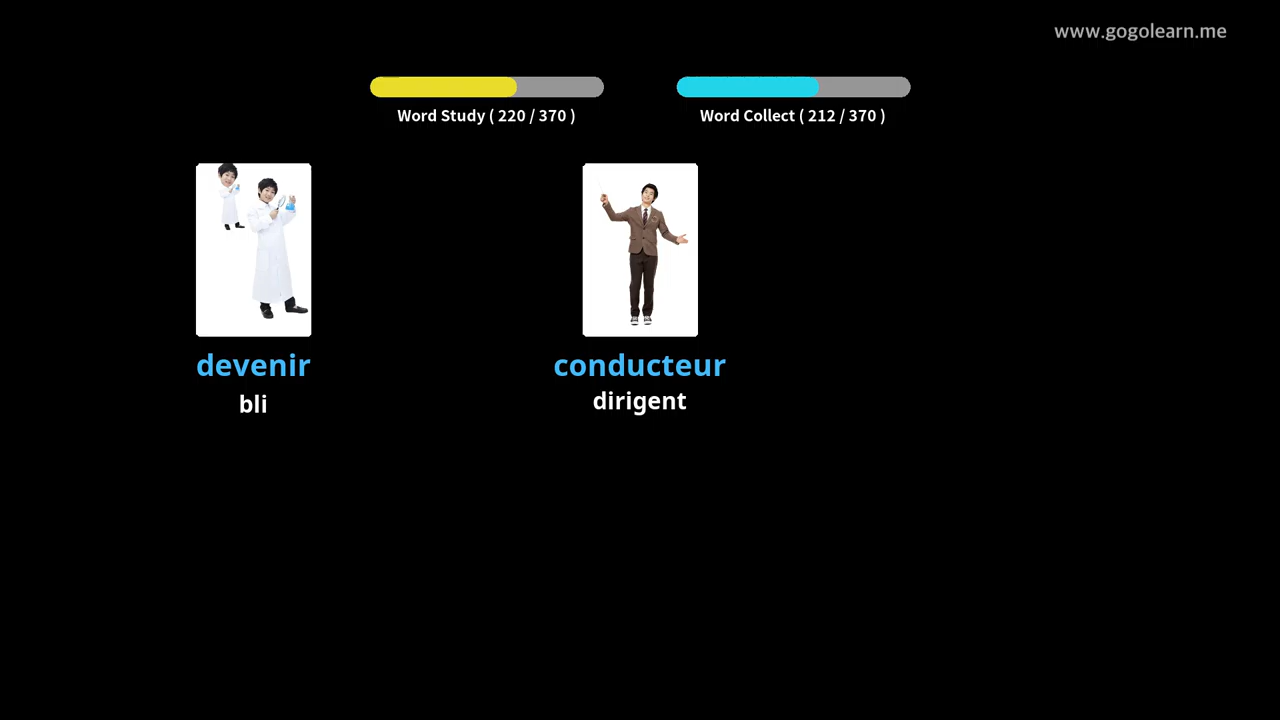 www.gogolearn.me
Word Study ( 220 / 370 )
Word Collect ( 212 / 370 )
devenir
bli
conducteur
dirigent